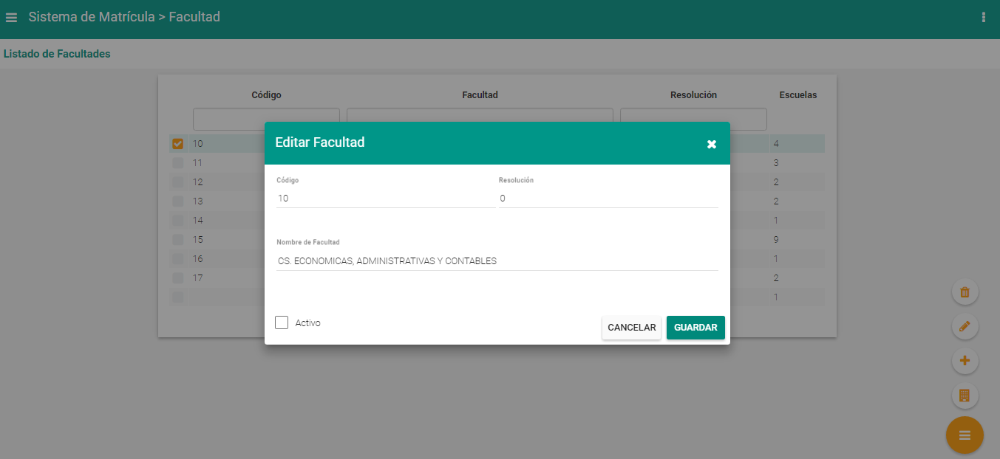 Sistema de Matrícula > Facultad
Listado de Facultades
Código Facultad Resolución Escuelas
Editar Facultad
10 4
11 3
12 2
13 2
14 1
15 9
16 1
17 2
1
Código Resolución
10 0
Nombre de Facultad
CS. ECONOMICAS, ADMINISTRATIVAS Y CONTABLES
Activo CANCELAR GUARDAR